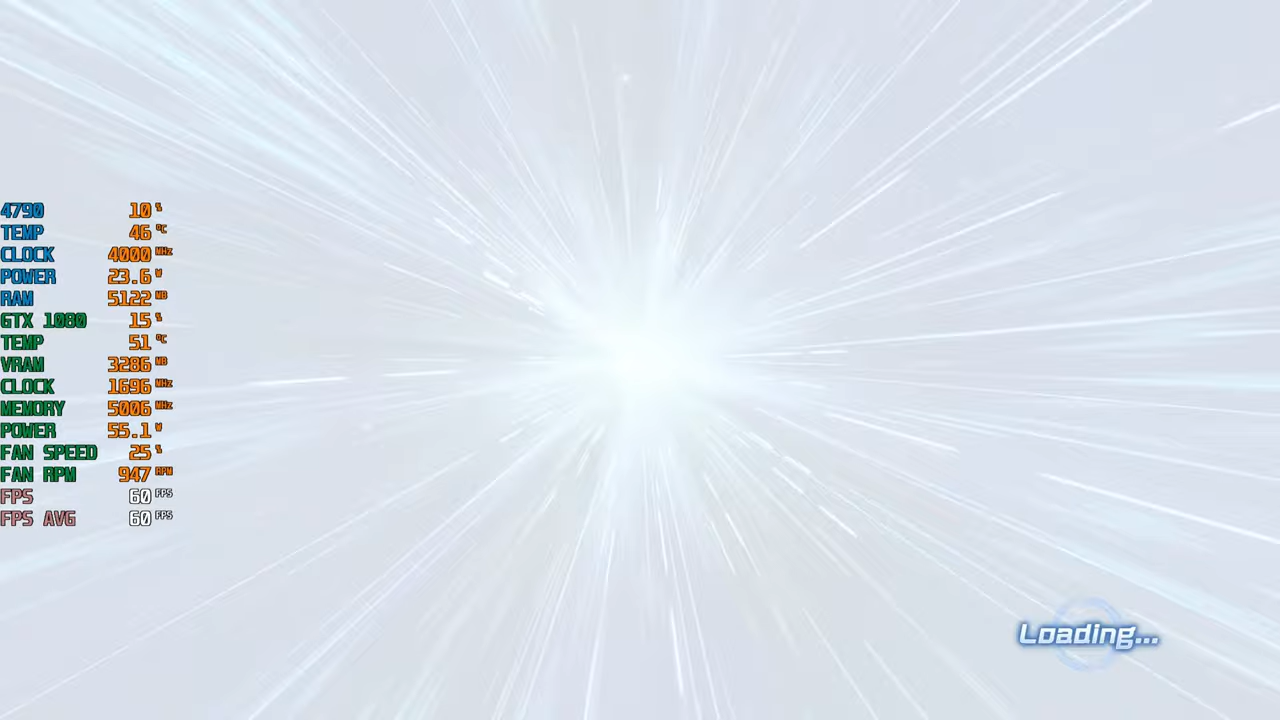 4790 10 %
TEMP 46 °C
CLOCK 4000 MHz
POWER 23.6 W
RAM 5122 MB
GTX 1080 15 %
TEMP 51 °C
VRAM 3286 MB
CLOCK 1696 MHz
MEMORY 5006 MHz
POWER 55.1 W
FAN SPEED 25 %
FAN RPM 947 RPM
FPS 60 FPS
FPS AVG 60 FPS
Loading...